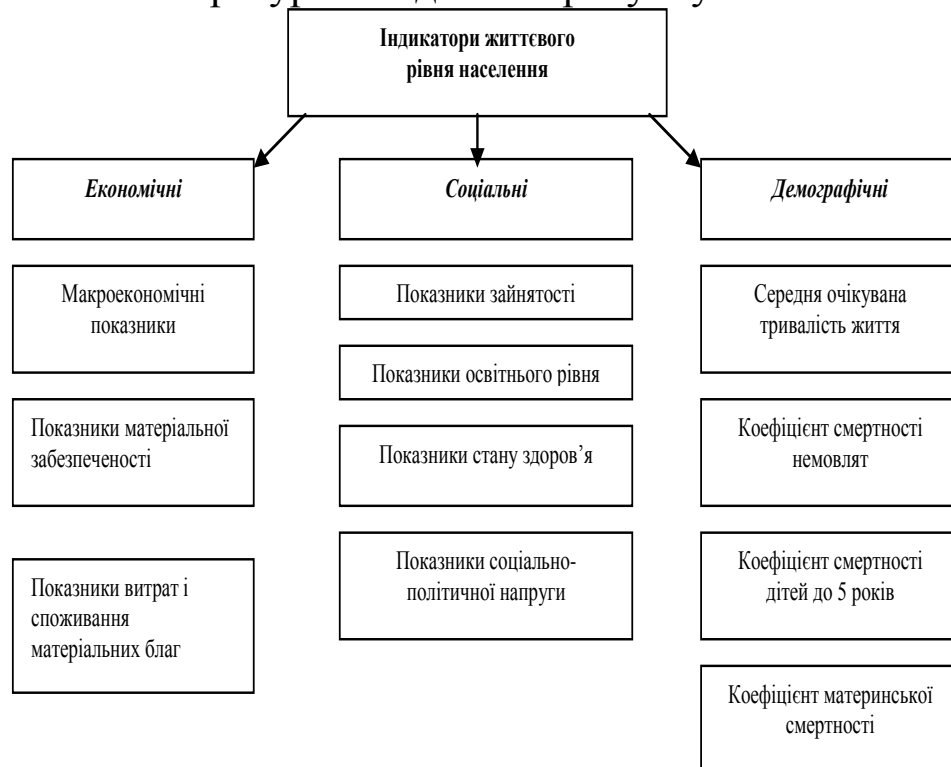 Індикатори життєвого
рівня населення
Економічні
Соціальні
Демографічні
Макроекономічні
показники
Показники матеріальної
забезпеченості
Показники витрат і
споживання
матеріальних благ
Показники зайнятості
Показники освітнього рівня
Показники стану здоров’я
Показники соціально-
політичної напруги
Середня очікувана
тривалість життя
Коефіцієнт смертності
немовлят
Коефіцієнт смертності
дітей до 5 років
Коефіцієнт материнської
смертності